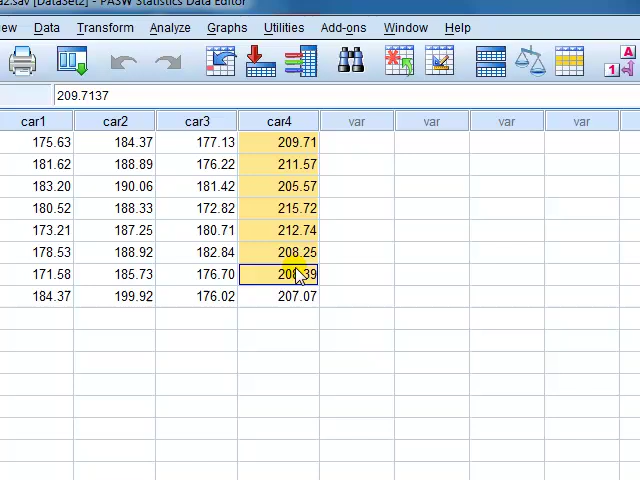 a2.sav [DataSet2] - PASW Statistics Data Editor
ew Data Transform Analyze Graphs Utilities Add-ons Window Help
A
1
209.7137
car1 car2 car3 car4 var var var var
175.63 184.37 177.13 209.71
181.62 188.89 176.22 211.57
183.20 190.06 181.42 205.57
180.52 188.33 172.82 215.72
173.21 187.25 180.71 212.74
178.53 188.92 182.84 208.25
171.58 185.73 176.70
184.37 199.92 176.02 207.07